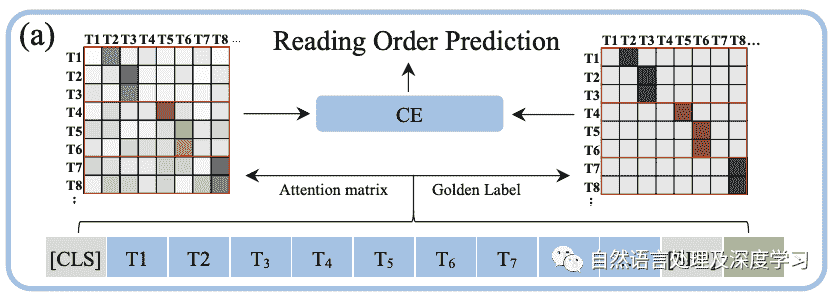 (a)
Reading Order Prediction
T1 T2 T3 T4 T5 T6 T7 T8 ...
T1
T2
T3
T4
T5
T6
T7
T8
⋮
CE
T1 T2 T3 T4 T5 T6 T7 T8 ...
T1
T2
T3
T4
T5
T6
T7
T8
⋮
Attention matrix
Golden Label
[CLS] T1 T2 T₃ T₄ T₅ T₆ T₇
自然语言处理及深度学习